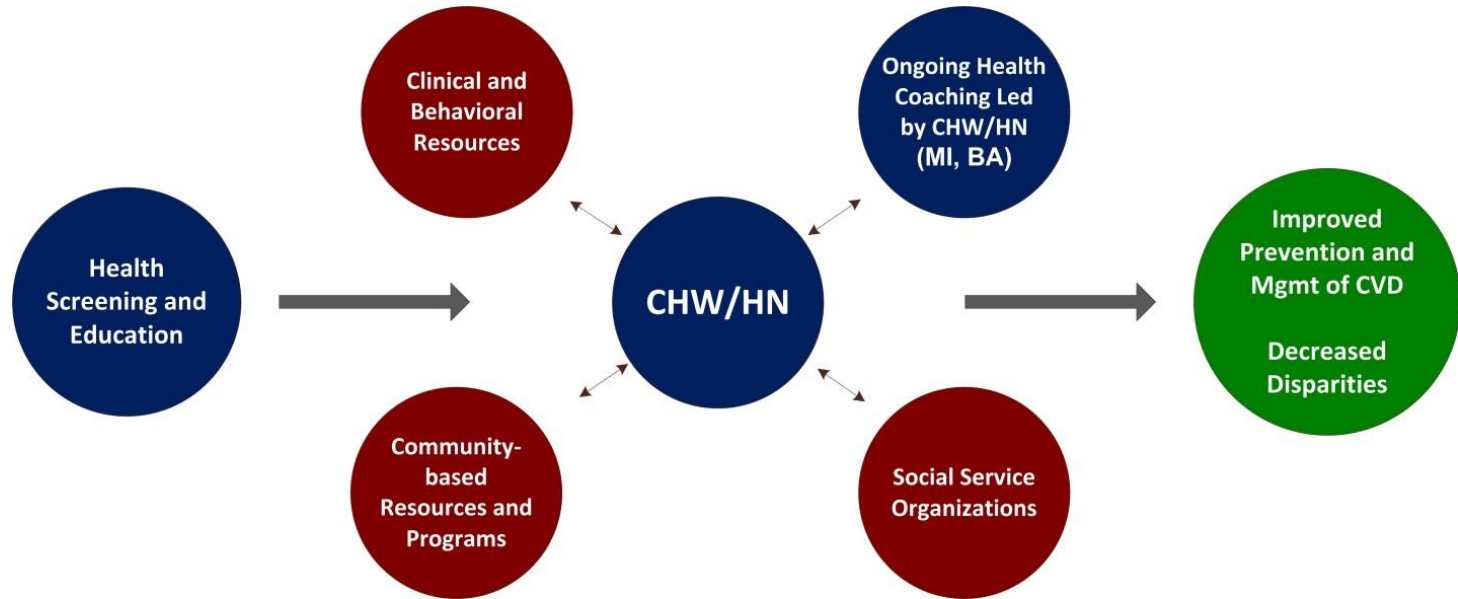 Health
Screening and
Education
Clinical and
Behavioral
Resources
Community-
based
Resources and
Programs
CHW/HN
Ongoing Health
Coaching Led
by CHW/HN
(MI, BA)
Social Service
Organizations
Improved
Prevention and
Mgmt of CVD
Decreased
Disparities